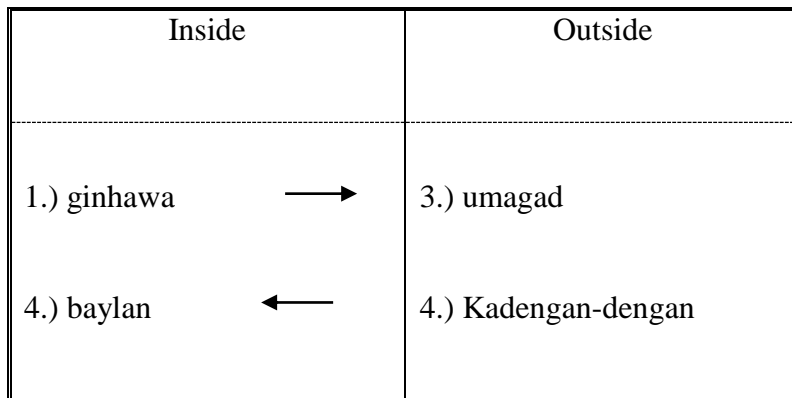 Inside Outside
1.) ginhawa 3.) umagad
4.) baylan 4.) Kadengan-dengan